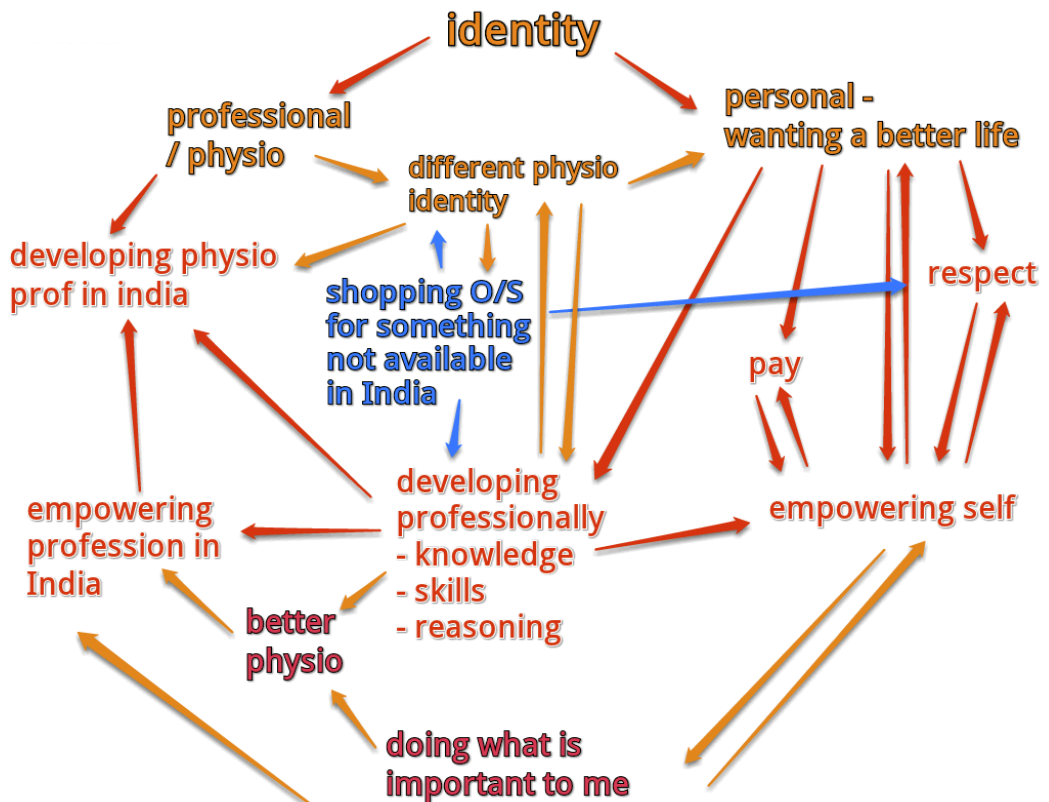 identity
professional
/ physio
personal -
wanting a better life
different physio
identity
developing physio
prof in india
shopping O/S
for something
not available
in India
respect
pay
developing
professionally
- knowledge
- skills
- reasoning
empowering
profession in
India
empowering self
better
physio
doing what is
important to me